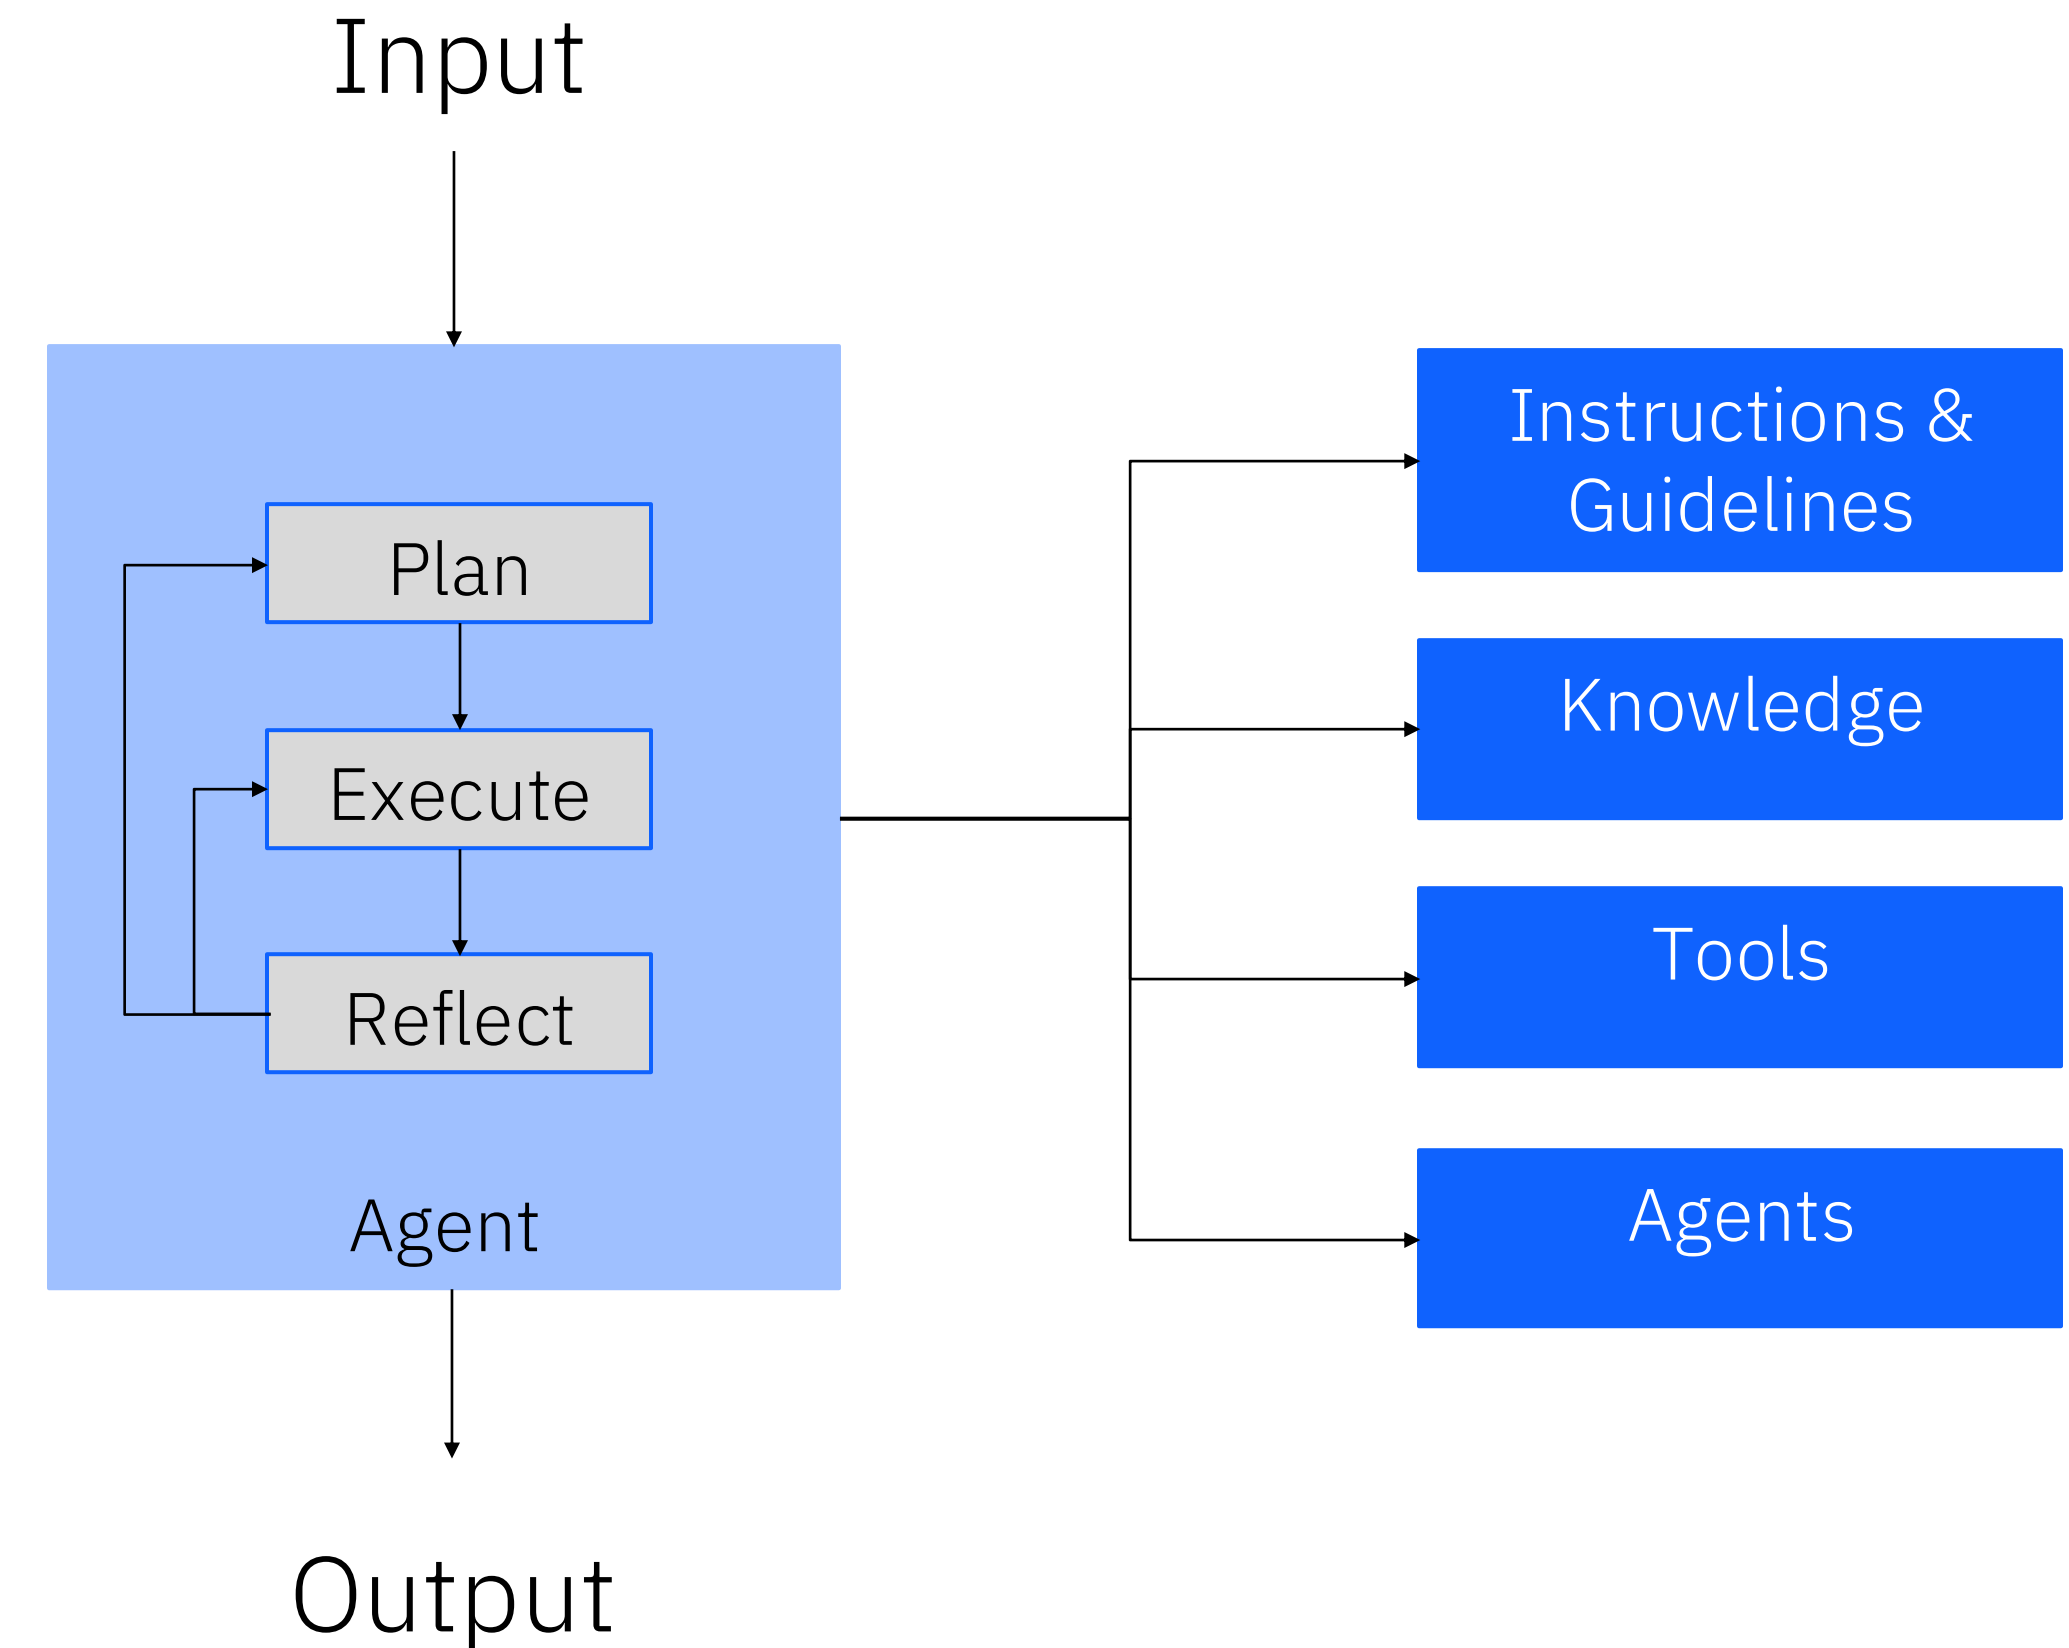 Input
Plan
Execute
Reflect
Agent
Output
Instructions &
Guidelines
Knowledge
Tools
Agents